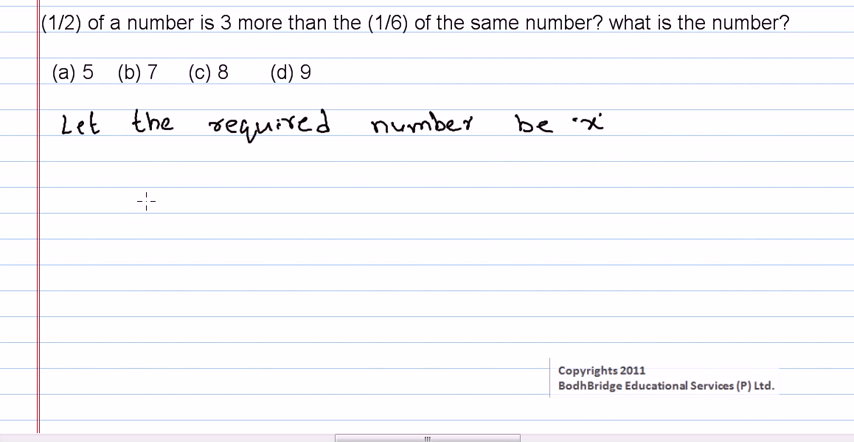 (1/2) of a number is 3 more than the (1/6) of the same number? what is the number?
(a) 5 (b) 7 (c) 8 (d) 9
Let the required number be 'x'
Copyrights 2011
BodhBridge Educational Services (P) Ltd.